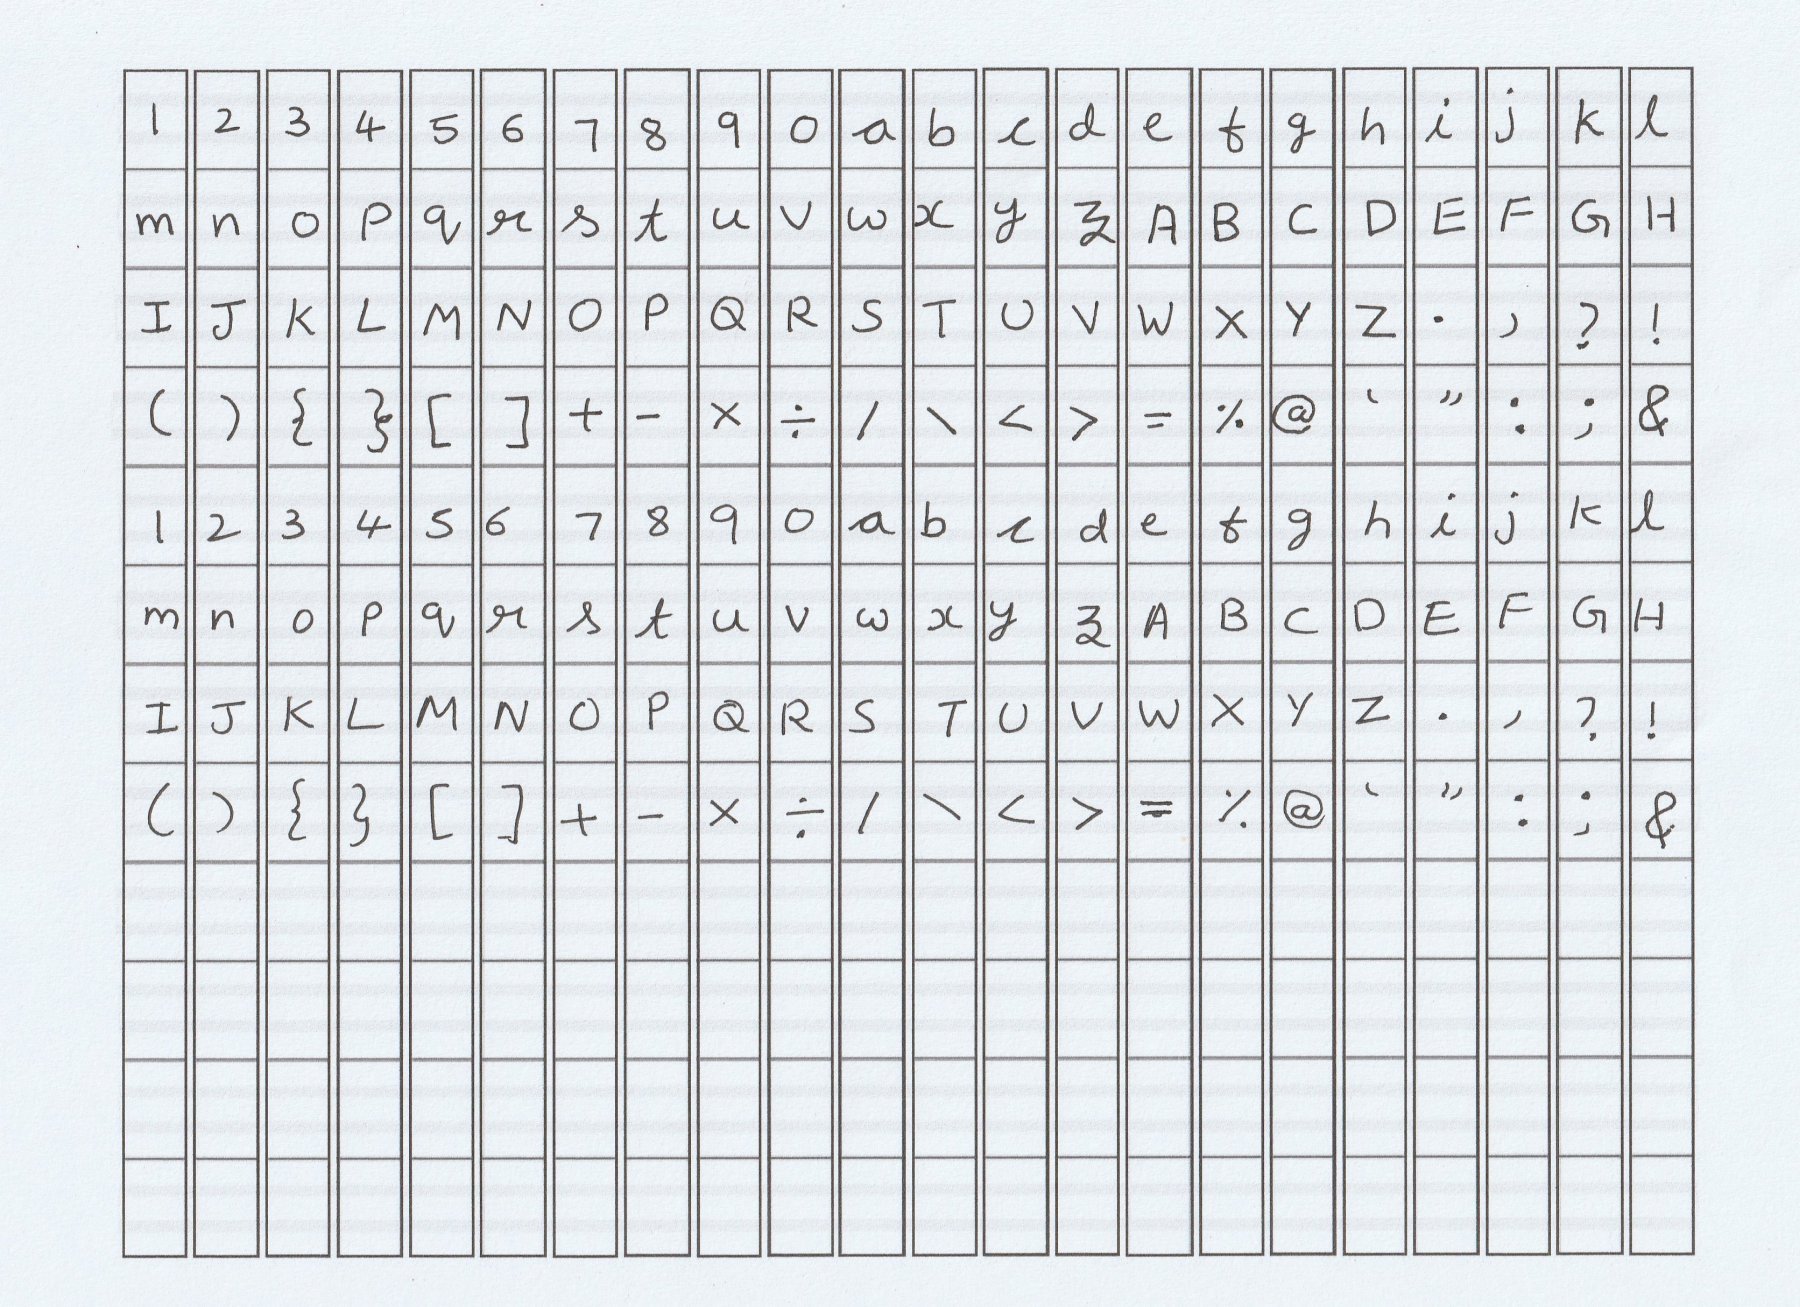 1 2 3 4 5 6 7 8 9 0 a b c d e f g h i j k l
m n o p q r s t u v w x y z A B C D E F G H
I J K L M N O P Q R S T U V W X Y Z . , ? !
( ) { } [ ] + - × ÷ / \ < > = % @ ‘ ” : ; &
1 2 3 4 5 6 7 8 9 0 a b c d e f g h i j k l
m n o p q r s t u v w x y z A B C D E F G H
I J K L M N O P Q R S T U V W X Y Z . , ? !
( ) { } [ ] + - × ÷ / \ < > = % @ ‘ ” : ; &